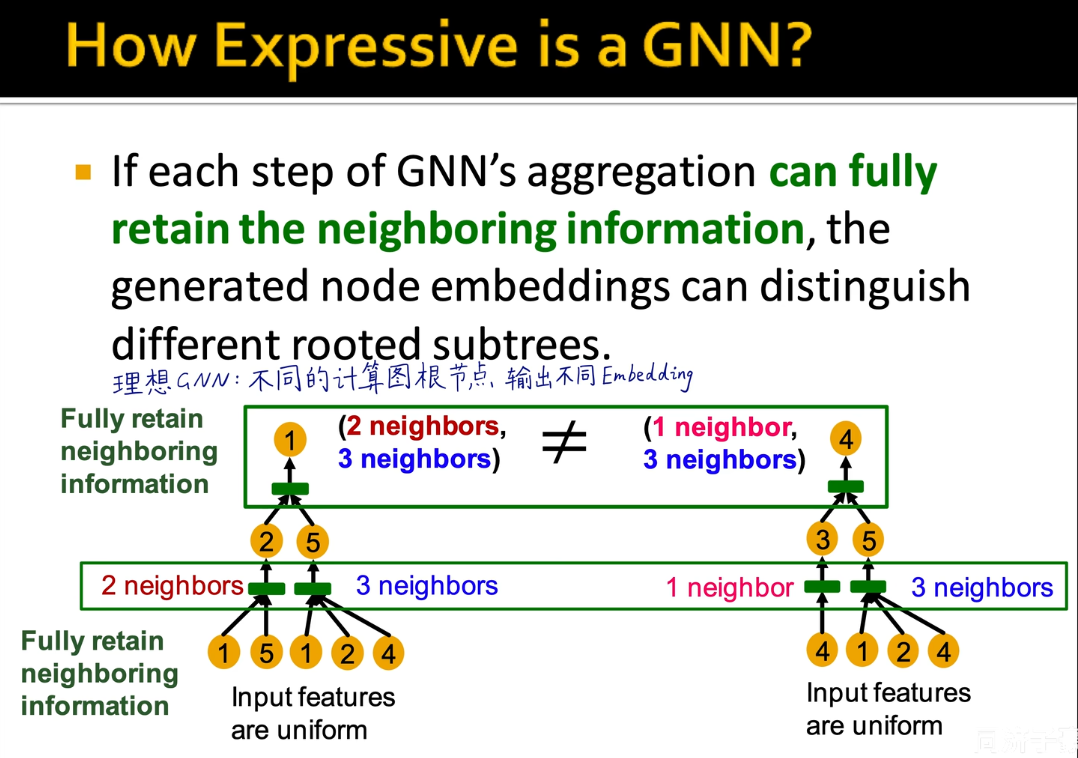 How Expressive is a GNN?
If each step of GNN's aggregation can fully
retain the neighboring information, the
generated node embeddings can distinguish
different rooted subtrees.
理想GNN：不同的计算图根节点、输出不同Embedding
Fully retain
neighboring
information
1
(2 neighbors,
3 neighbors)
≠
(1 neighbor,
3 neighbors)
4
2 5
3 5
2 neighbors
3 neighbors
1 neighbor
3 neighbors
Fully retain
neighboring
information
1 5 1 2 4
4 1 2 4
Input features
are uniform
Input features
are uniform